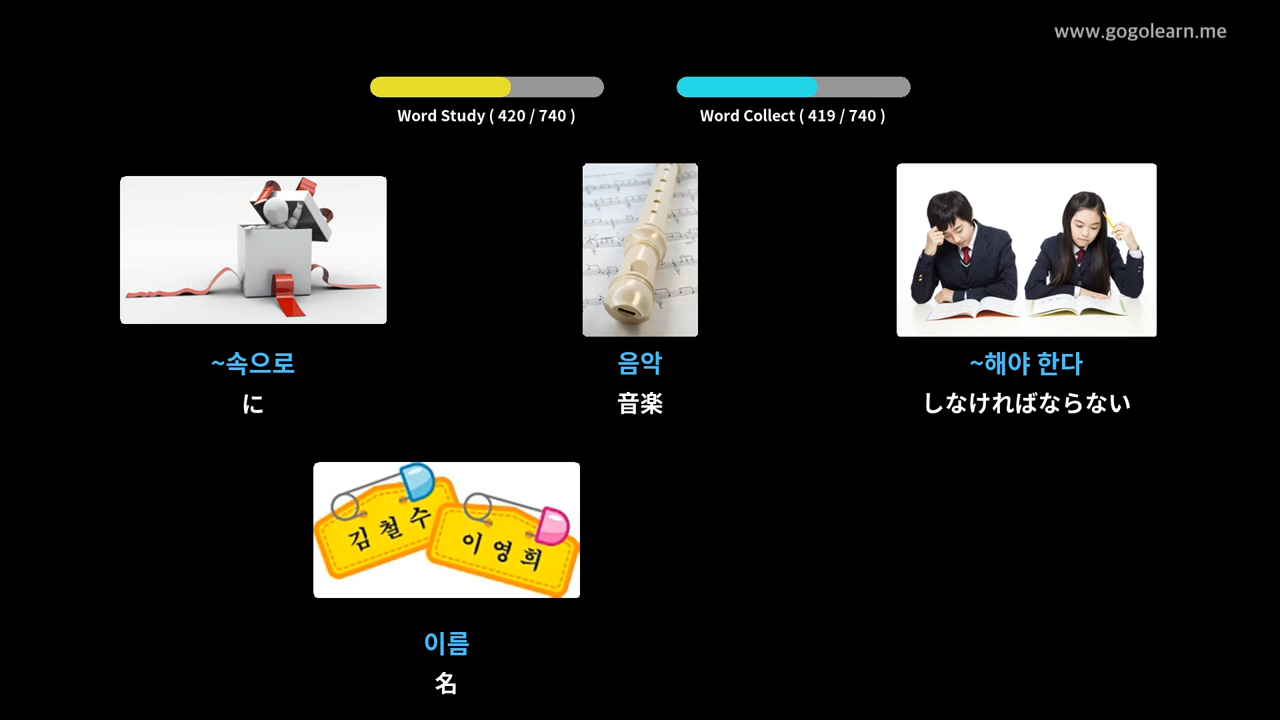 www.gogolearn.me
Word Study ( 420 / 740 )
Word Collect ( 419 / 740 )
~속으로
に
음악
音楽
~해야 한다
しなければならない
김철수
이영희
이름
名